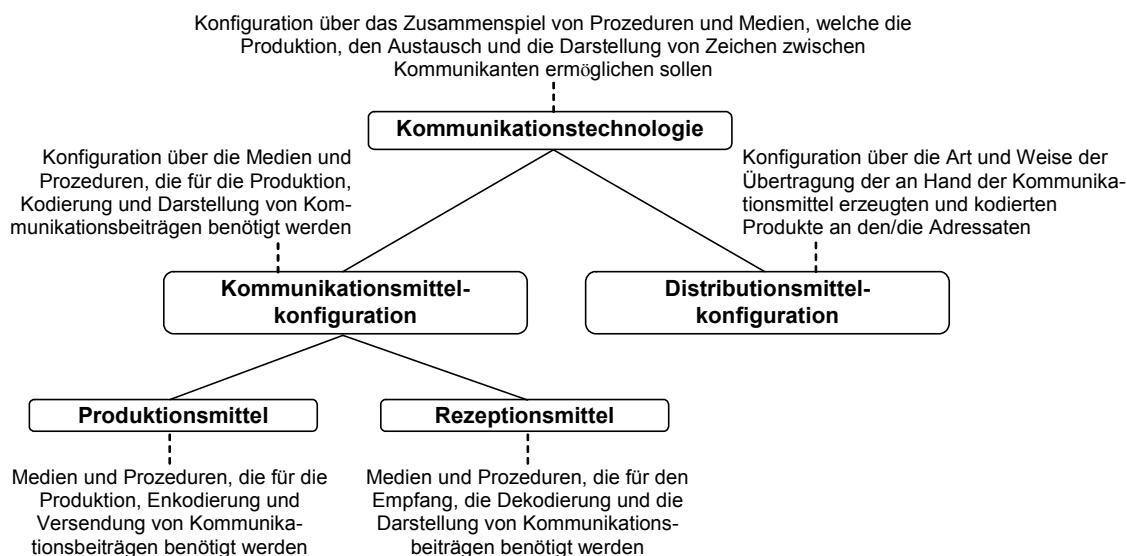 Konfiguration über das Zusammenspiel von Prozeduren und Medien, welche die
Produktion, den Austausch und die Darstellung von Zeichen zwischen
Kommunikanten ermöglichen sollen
Kommunikationstechnologie
Konfiguration über die Medien und
Prozeduren, die für die Produktion,
Kodierung und Darstellung von Kom-
munikationsbeiträgen benötigt werden
Konfiguration über die Art und Weise der
Übertragung der an Hand der Kommunika-
tionsmittel erzeugten und kodierten
Produkte an den/die Adressaten
Kommunikationsmittel-
konfiguration
Distributionsmittel-
konfiguration
Produktionsmittel
Rezeptionsmittel
Medien und Prozeduren, die für die
Produktion, Enkodierung und
Versendung von Kommunika-
tionsbeiträgen benötigt werden
Medien und Prozeduren, die für den
Empfang, die Dekodierung und die
Darstellung von Kommunikations-
beiträgen benötigt werden